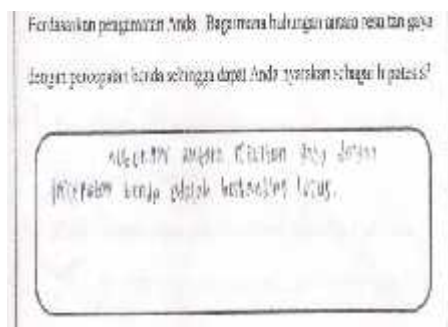 Berdasarkan pengamatan Anda. Bagaimana hubungan antara resultan gaya
dengan percepatan benda sehingga dapat Anda nyatakan sebagai hipotesis?
antara resultan gaya dengan
percepatan benda adalah berbanding lurus.